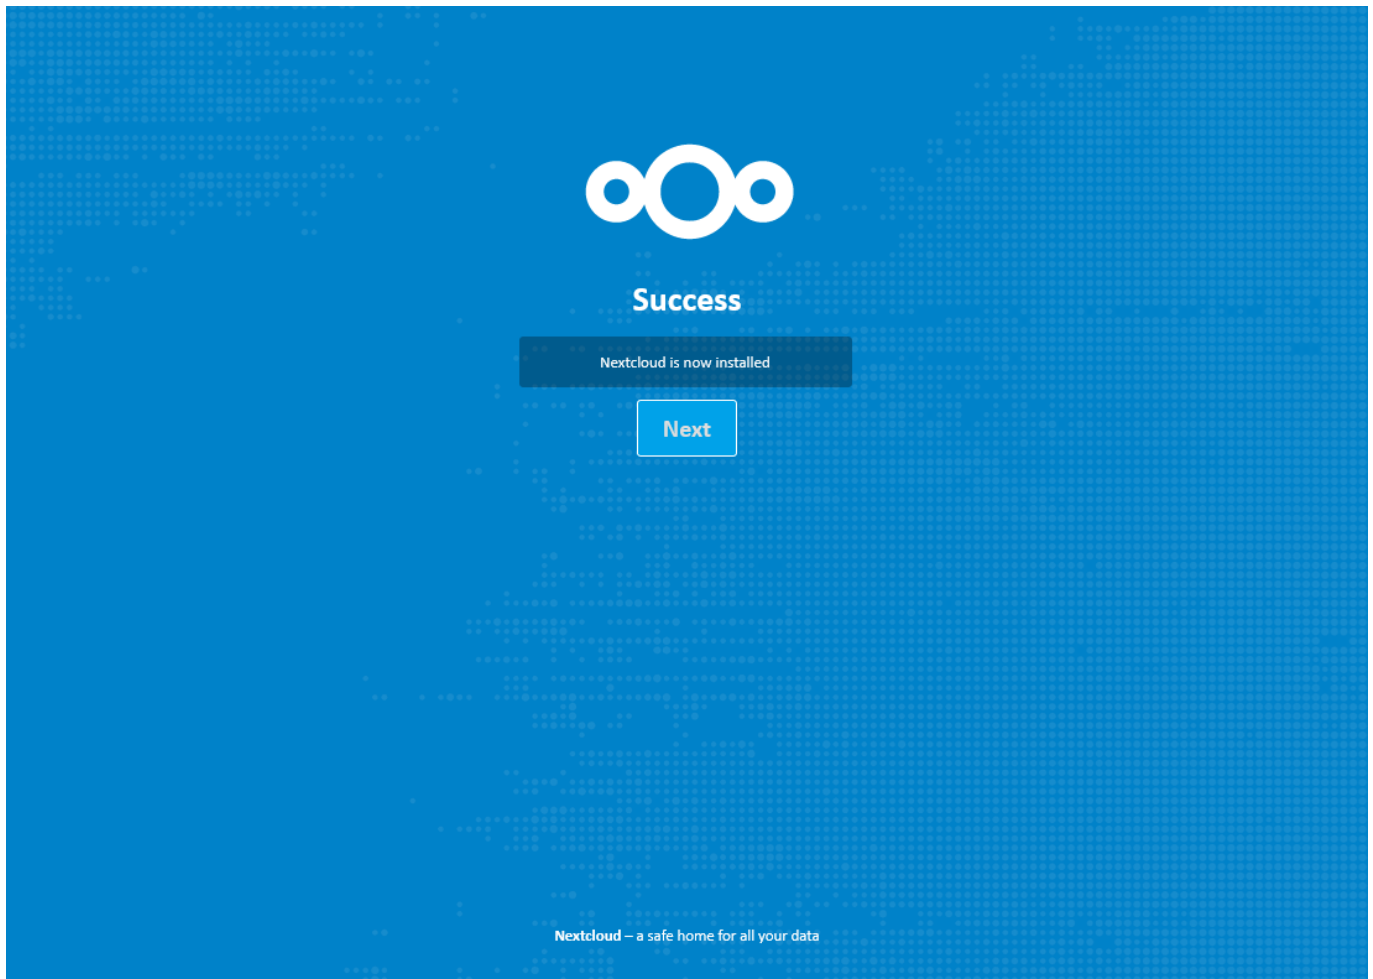 Success
Nextcloud is now installed
Next
Nextcloud – a safe home for all your data